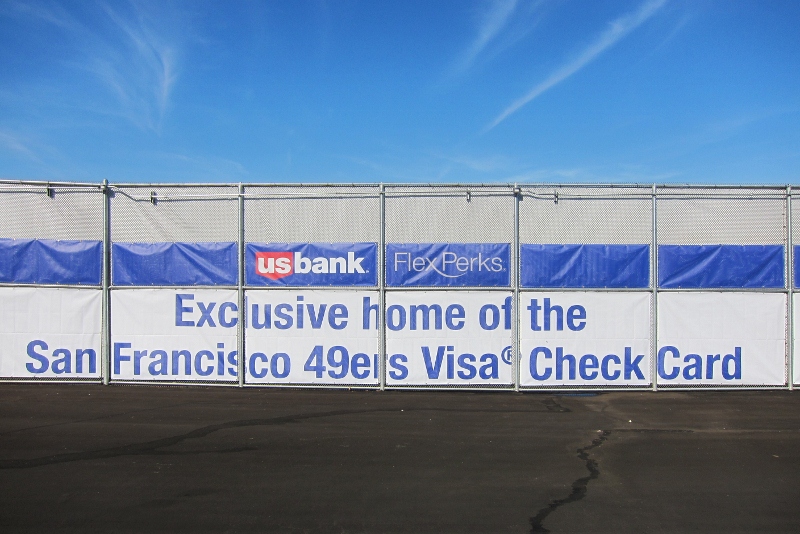 usbank. FlexPerks.
Exclusive home of the
San Francisco 49ers Visa® Check Card